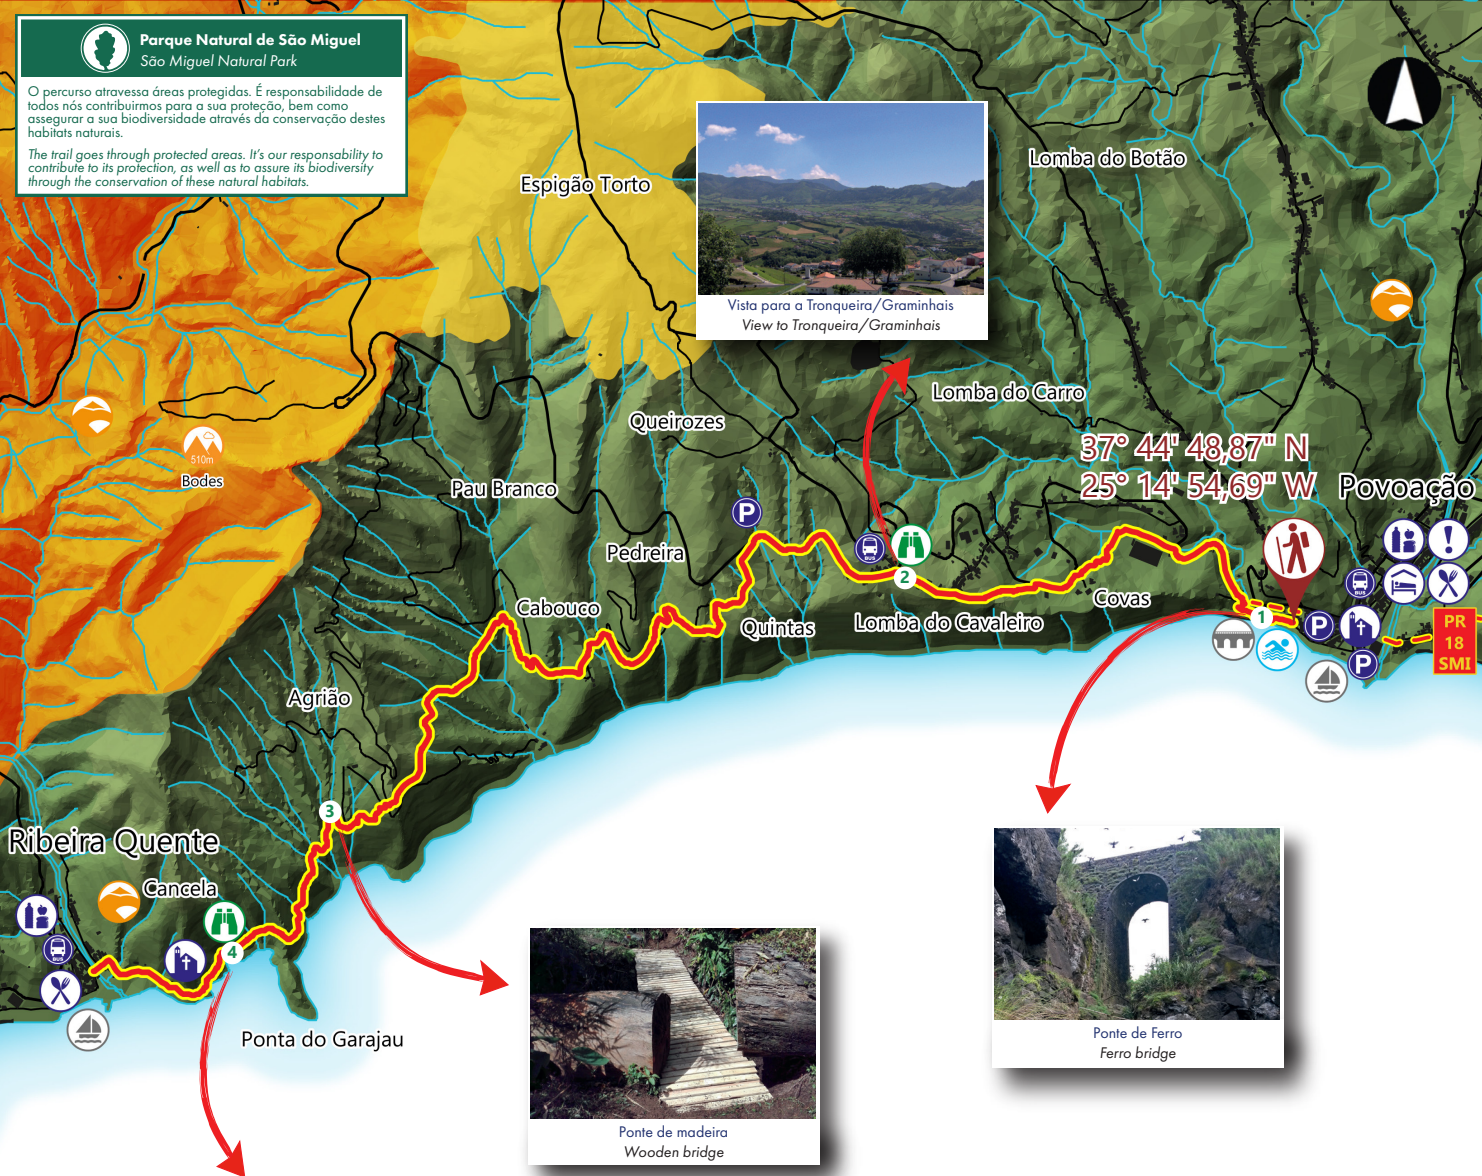 Parque Natural de São Miguel
São Miguel Natural Park
O percurso atravessa áreas protegidas. É responsabilidade de
todos nós contribuirmos para a sua proteção, bem como
assegurar a sua biodiversidade através da conservação destes
habitats naturais.
The trail goes through protected areas. It's our responsability to
contribute to its protection, as well as to assure its biodiversity
through the conservation of these natural habitats.
Espigão Torto
Lomba do Botão
Vista para a Tronqueira/Graminhais
View to Tronqueira/Graminhais
Lomba do Carro
Queirozes
510m
Bodes
37° 44' 48,87" N
25° 14' 54,69" W
Povoação
Pau Branco
P
Pedreira
BUS
2
!
BUS
Cabouco
Covas
Quintas
Lomba do Cavaleiro
1
P
P
PR
18
SMI
Agrião
3
Ribeira Quente
Cancela
BUS
4
Ponta do Garajau
Ponte de madeira
Wooden bridge
Ponte de Ferro
Ferro bridge